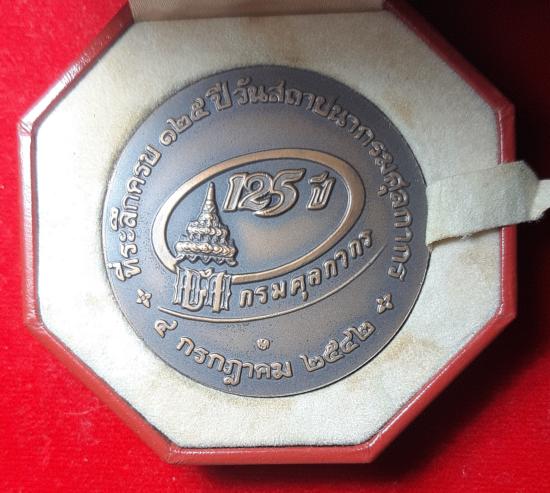 ที่ระลึกครบ ๑๒๕ ปี วันสถาปนากรมศุลกากร
125 ปี
กรมศุลกากร
๔ กรกฎาคม ๒๕๔๒